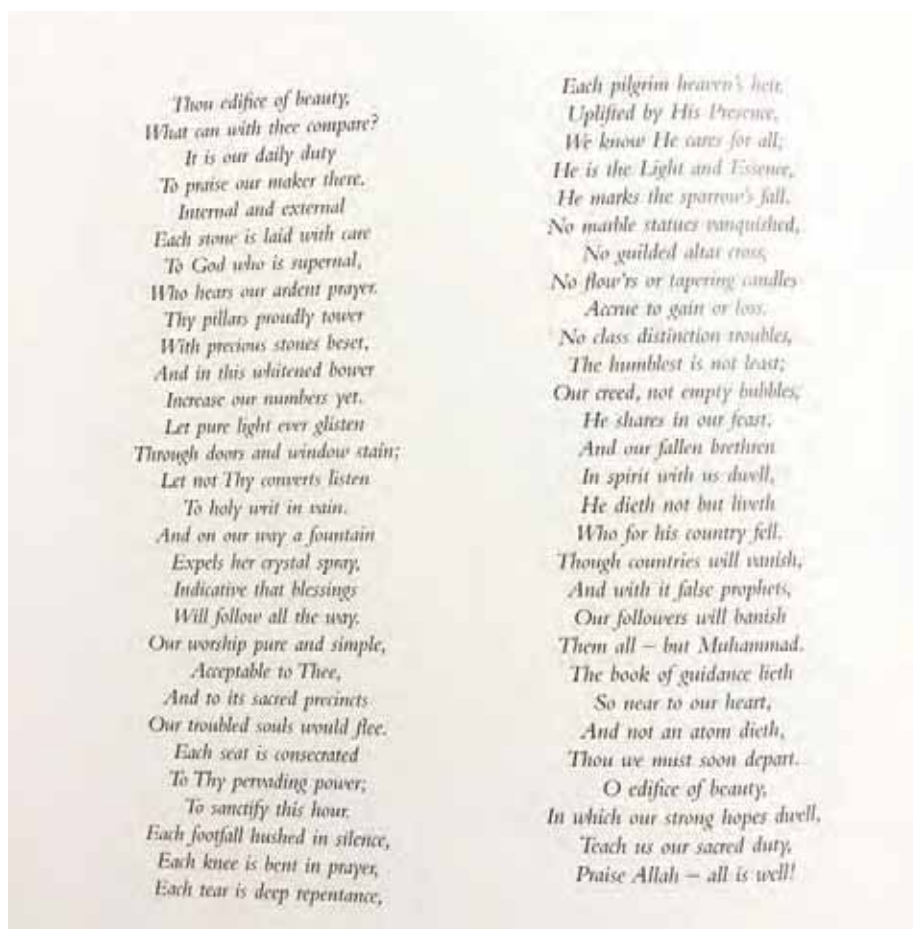 Thou edifice of beauty,
What can with thee compare?
It is our daily duty
To praise our maker there.
Internal and external
Each stone is laid with care
To God who is supernal,
Who hears our ardent prayer.
Thy pillars proudly tower
With precious stones beset,
And in this whitened bower
Increase our numbers yet.
Let pure light ever glisten
Through doors and window stain;
Let not Thy converts listen
To holy writ in vain.
And on our way a fountain
Expels her crystal spray,
Indicative that blessings
Will follow all the way.
Our worship pure and simple,
Acceptable to Thee,
And to its sacred precincts
Our troubled souls would flee.
Each seat is consecrated
To Thy pervading power;
To sanctify this hour.
Each footfall hushed in silence,
Each knee is bent in prayer,
Each tear is deep repentance,
Each pilgrim heaven's heir.
Uplifted by His Presence,
We know He cares for all;
He is the Light and Essence,
He marks the sparrow's fall.
No marble statues vanquished,
No guilded altar cross,
No flow'rs or tapering candles
Accrue to gain or loss.
No class distinction troubles,
The humblest is not least;
Our creed, not empty bubbles,
He shares in our feast.
And our fallen brethren
In spirit with us dwell,
He dieth not but liveth
Who for his country fell.
Though countries will vanish,
And with it false prophets,
Our followers will banish
Them all – but Muhammad.
The book of guidance lieth
So near to our heart,
And not an atom dieth,
Thou we must soon depart.
O edifice of beauty,
In which our strong hopes dwell,
Teach us our sacred duty,
Praise Allah – all is well!